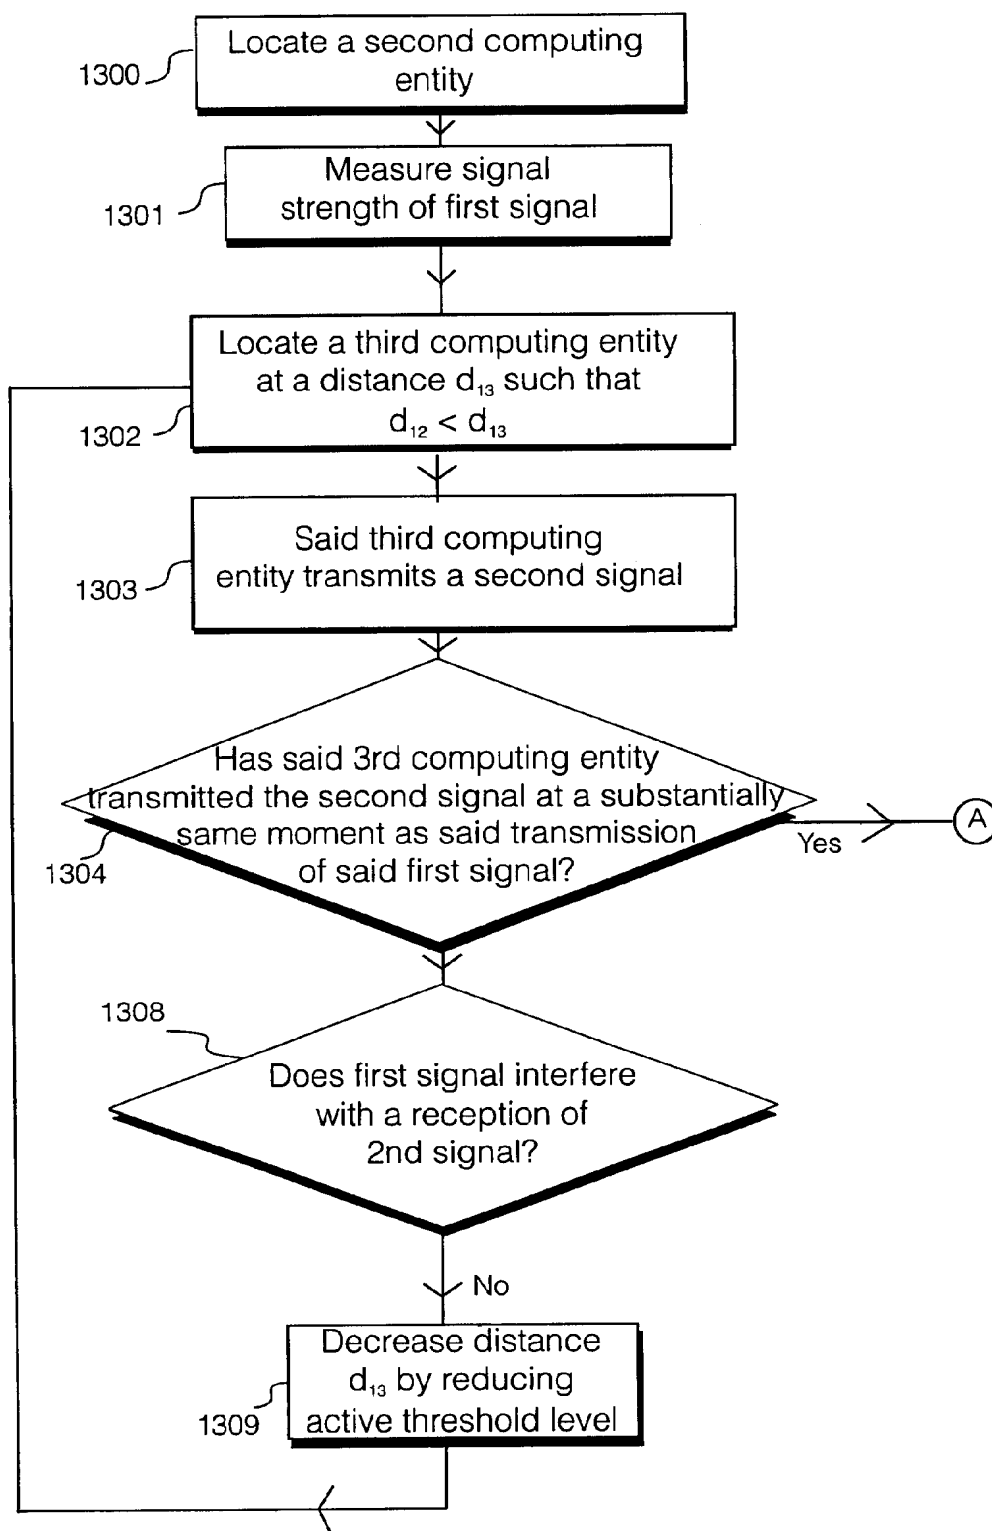 Locate a second computing
entity
1300
Measure signal
strength of first signal
1301
Locate a third computing entity
at a distance d₁₃ such that
d₁₂ < d₁₃
1302
Said third computing
entity transmits a second signal
1303
Has said 3rd computing entity
transmitted the second signal at a substantially
same moment as said transmission
of said first signal?
1304
Yes
A
1308
Does first signal interfere
with a reception of
2nd signal?
No
Decrease distance
d₁₃ by reducing
active threshold level
1309